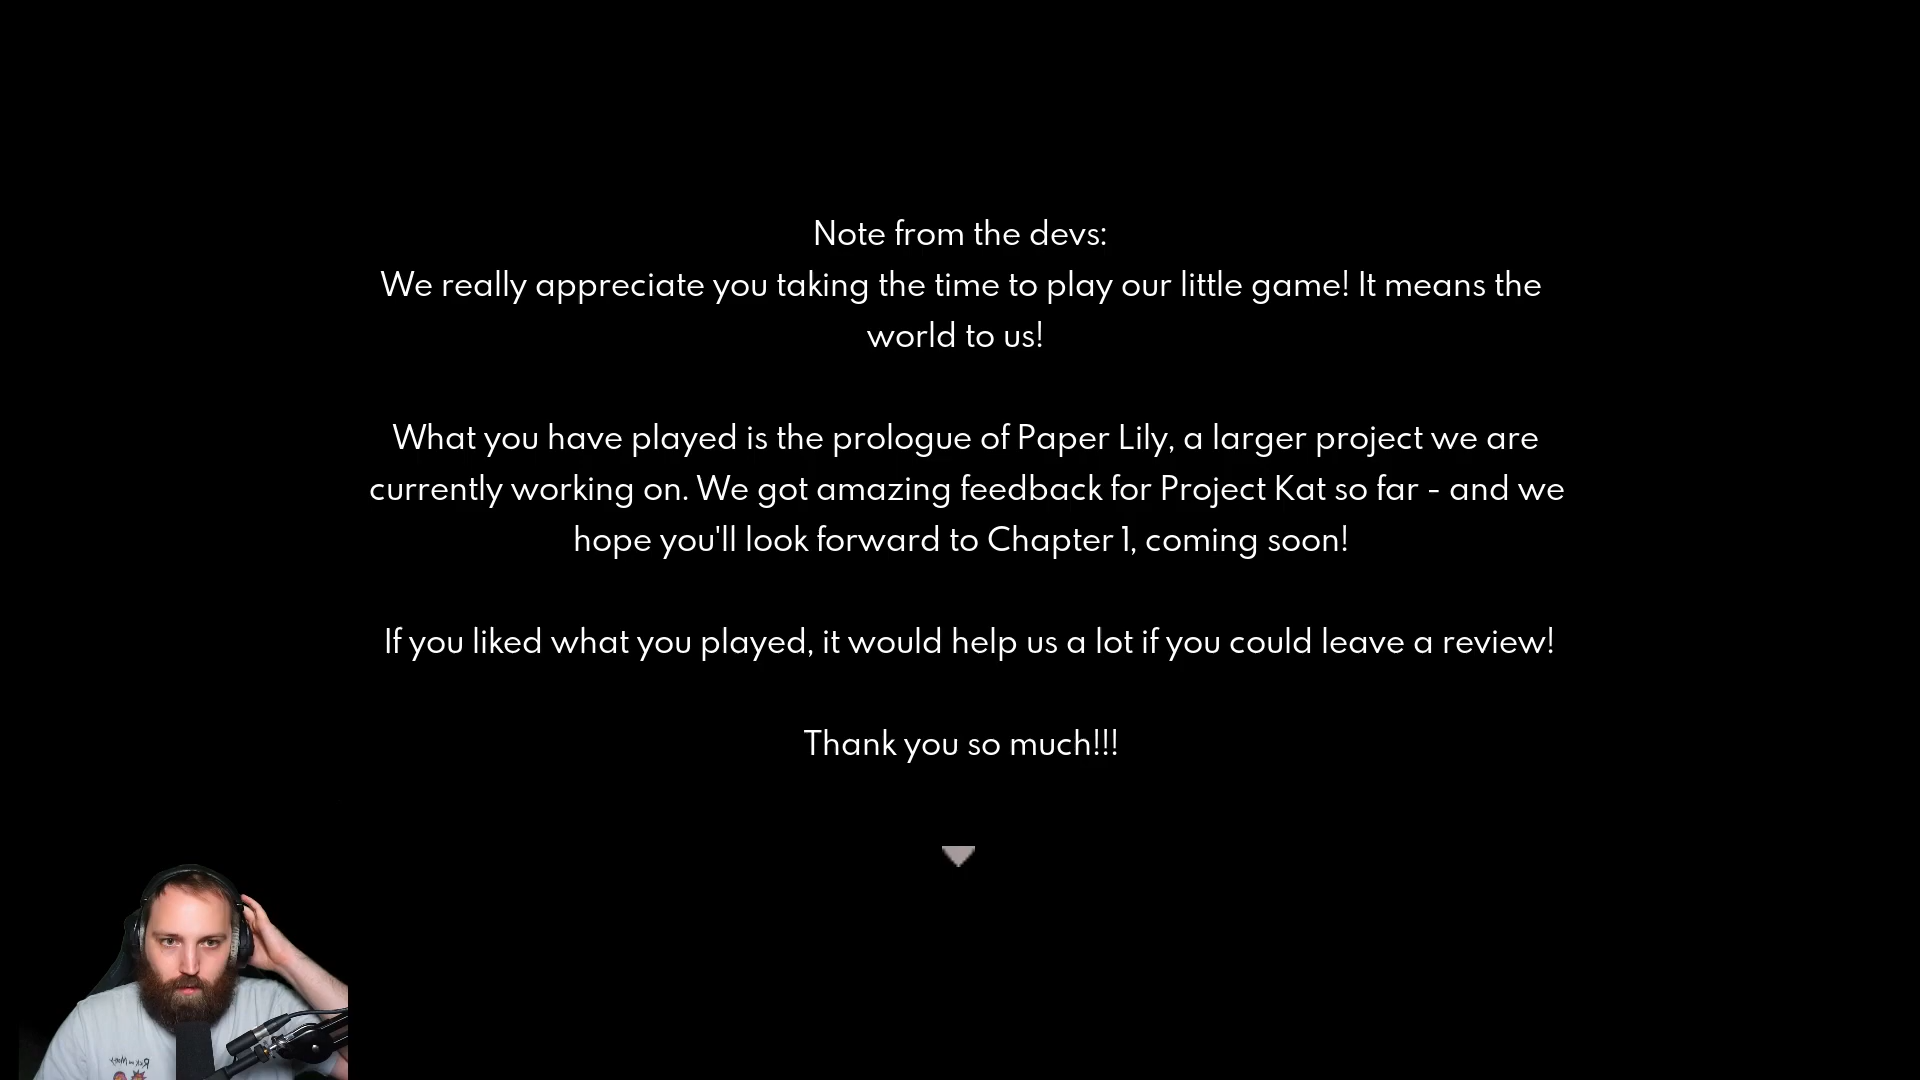 Note from the devs:
We really appreciate you taking the time to play our little game! It means the
world to us!
What you have played is the prologue of Paper Lily, a larger project we are
currently working on. We got amazing feedback for Project Kat so far - and we
hope you'll look forward to Chapter 1, coming soon!
If you liked what you played, it would help us a lot if you could leave a review!
Thank you so much!!!
Rick and Morty